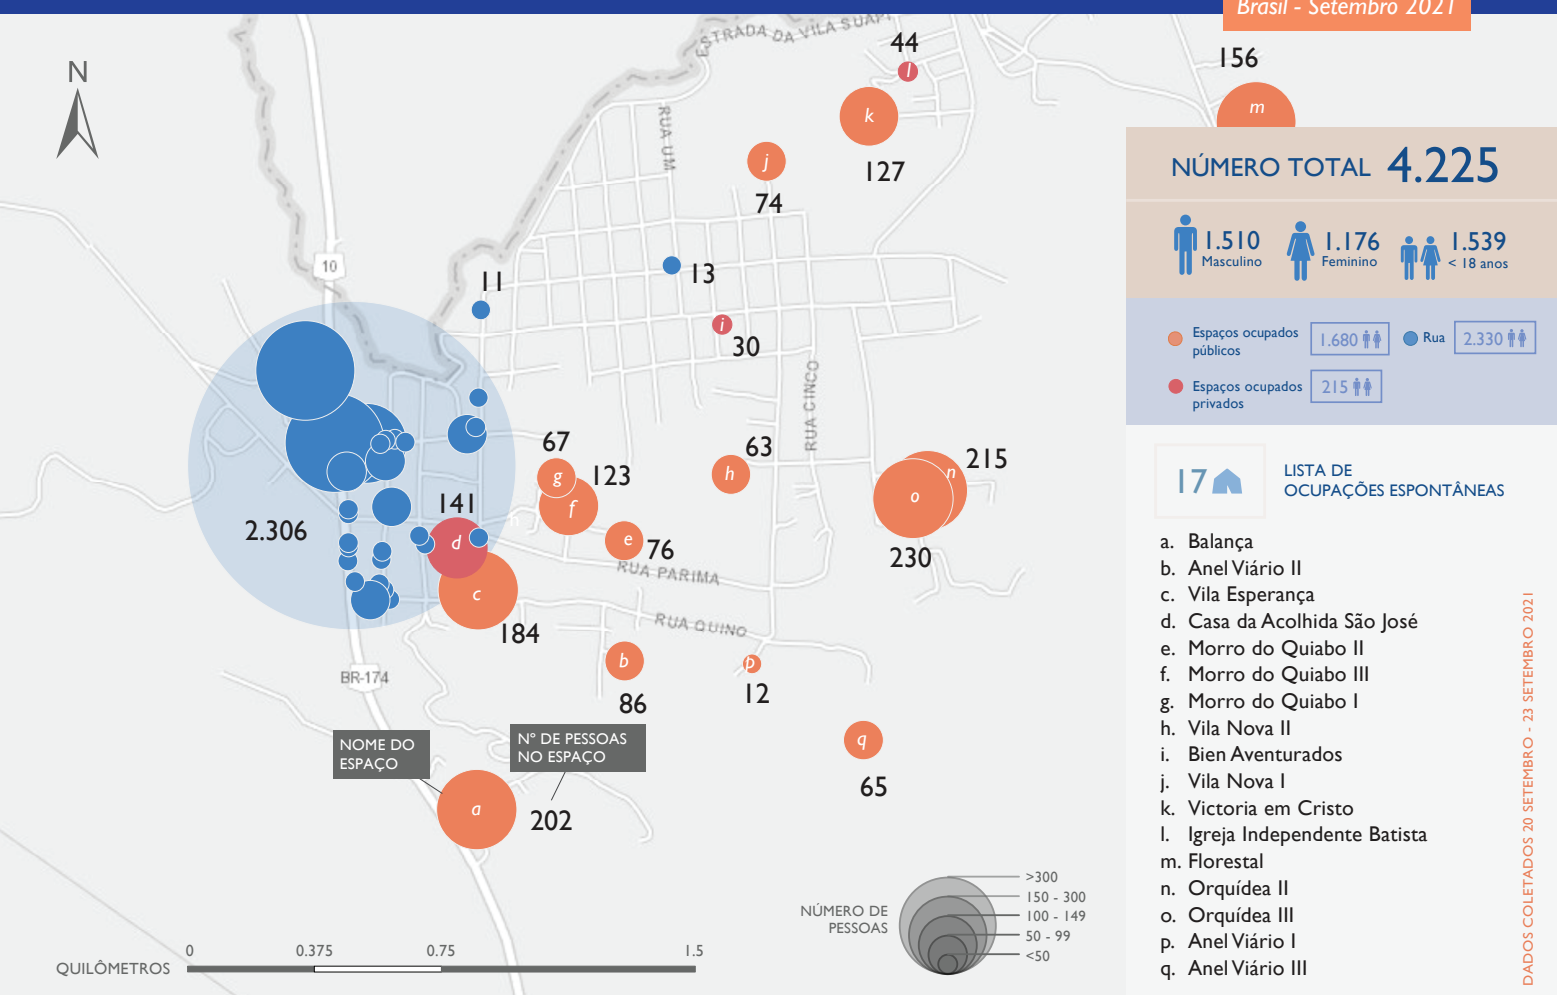 Brasil - Setembro 2021
ESTRADA DA VILA SUAPI
44
156
N
l
m
k
RUA UM
127
j
74
NÚMERO TOTAL 4.225
1.510
Masculino
1.176
Feminino
1.539
< 18 anos
10
11
13
i
30
Espaços ocupados
públicos
1.680
Rua
2.330
Espaços ocupados
privados
215
RUA CINCO
67
g
123
f
63
h
215
n
o
230
17
LISTA DE
OCUPAÇÕES ESPONTÂNEAS
2.306
141
d
e
76
RUA PARIMA
c
184
RUA QUINO
b
86
p
12
BR-174
q
65
NOME DO
ESPAÇO
Nº DE PESSOAS
NO ESPAÇO
a
202
a. Balança
b. Anel Viário II
c. Vila Esperança
d. Casa da Acolhida São José
e. Morro do Quiabo II
f. Morro do Quiabo III
g. Morro do Quiabo I
h. Vila Nova II
i. Bien Aventurados
j. Vila Nova I
k. Victoria em Cristo
l. Igreja Independente Batista
m. Florestal
n. Orquídea II
o. Orquídea III
p. Anel Viário I
q. Anel Viário III
DADOS COLETADOS 20 SETEMBRO - 23 SETEMBRO 2021
NÚMERO DE
PESSOAS
>300
150 - 300
100 - 149
50 - 99
<50
QUILÔMETROS
0 0.375 0.75 1.5